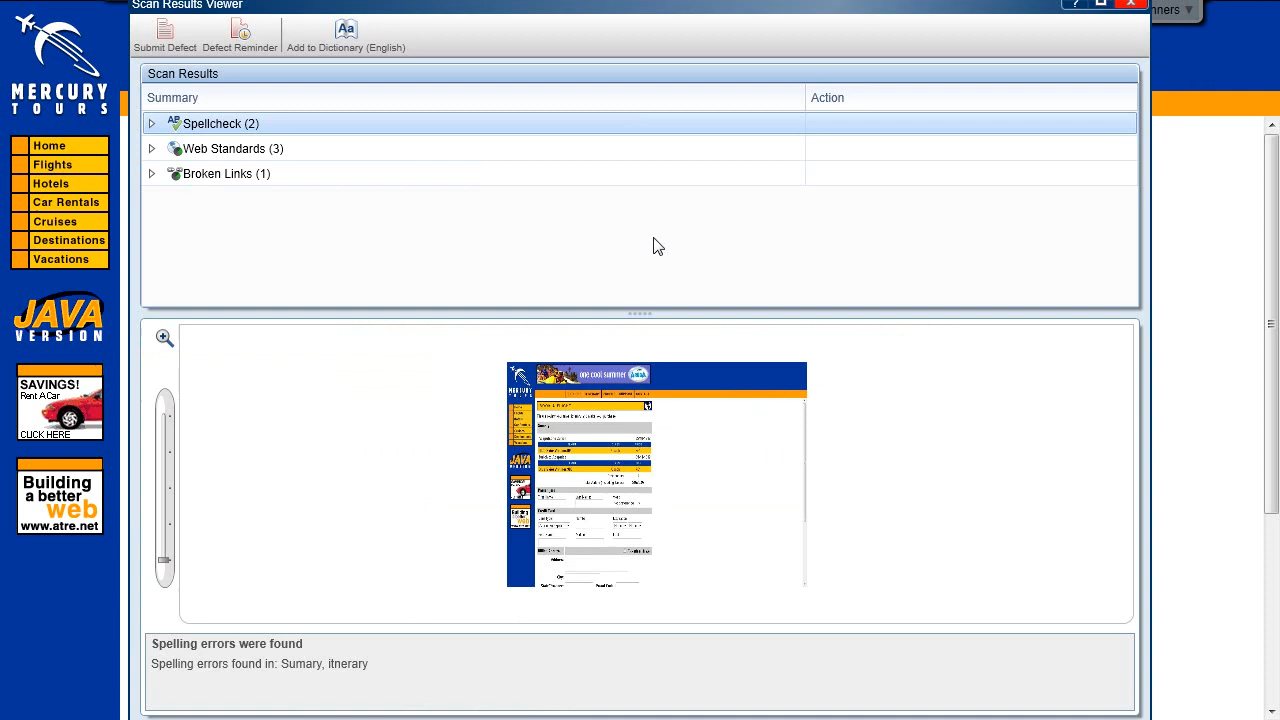 Scan Results Viewer
nners
Submit Defect
Defect Reminder
Add to Dictionary (English)
MERCURY
TOURS
Scan Results
Summary
Action
Spellcheck (2)
Web Standards (3)
Broken Links (1)
Home
Flights
Hotels
Car Rentals
Cruises
Destinations
Vacations
JAVA
VERSION
SAVINGS!
Rent A Car
CLICK HERE
Building
a better
web
www.atre.net
one cool summer
MERCURY
TOURS
JAVA
Spelling errors were found
Spelling errors found in: Sumary, itnerary